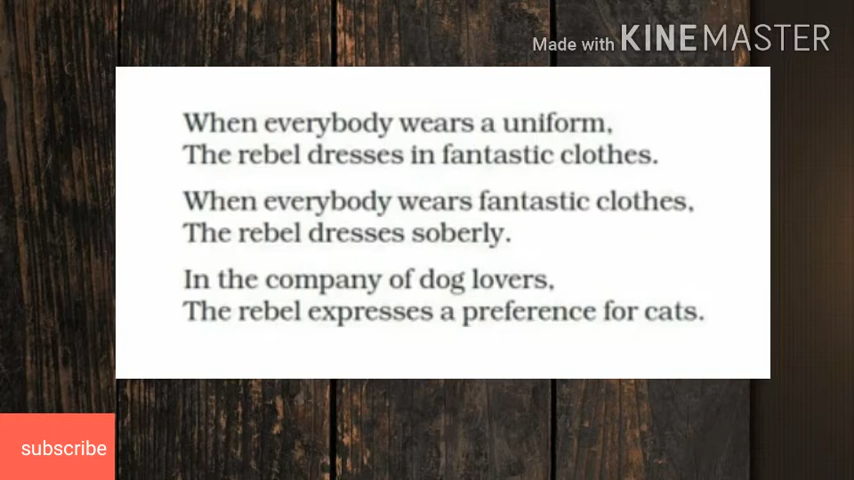 Made with KINEMASTER
When everybody wears a uniform,
The rebel dresses in fantastic clothes.
When everybody wears fantastic clothes,
The rebel dresses soberly.
In the company of dog lovers,
The rebel expresses a preference for cats.
subscribe